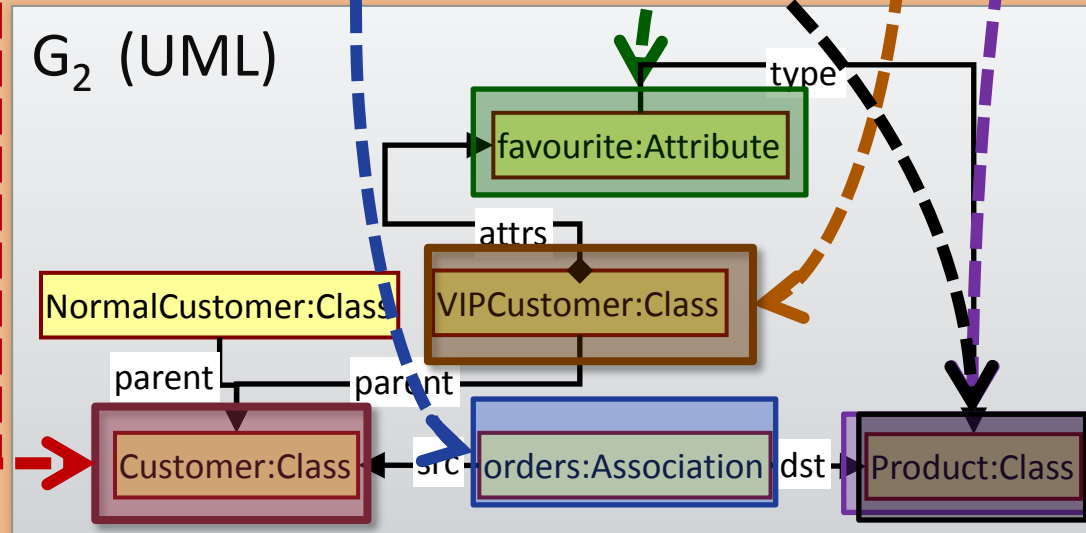 G₂ (UML)
type
favourite:Attribute
attrs
NormalCustomer:Class
VIPCustomer:Class
parent
parent
Customer:Class
src
orders:Association
dst
Product:Class